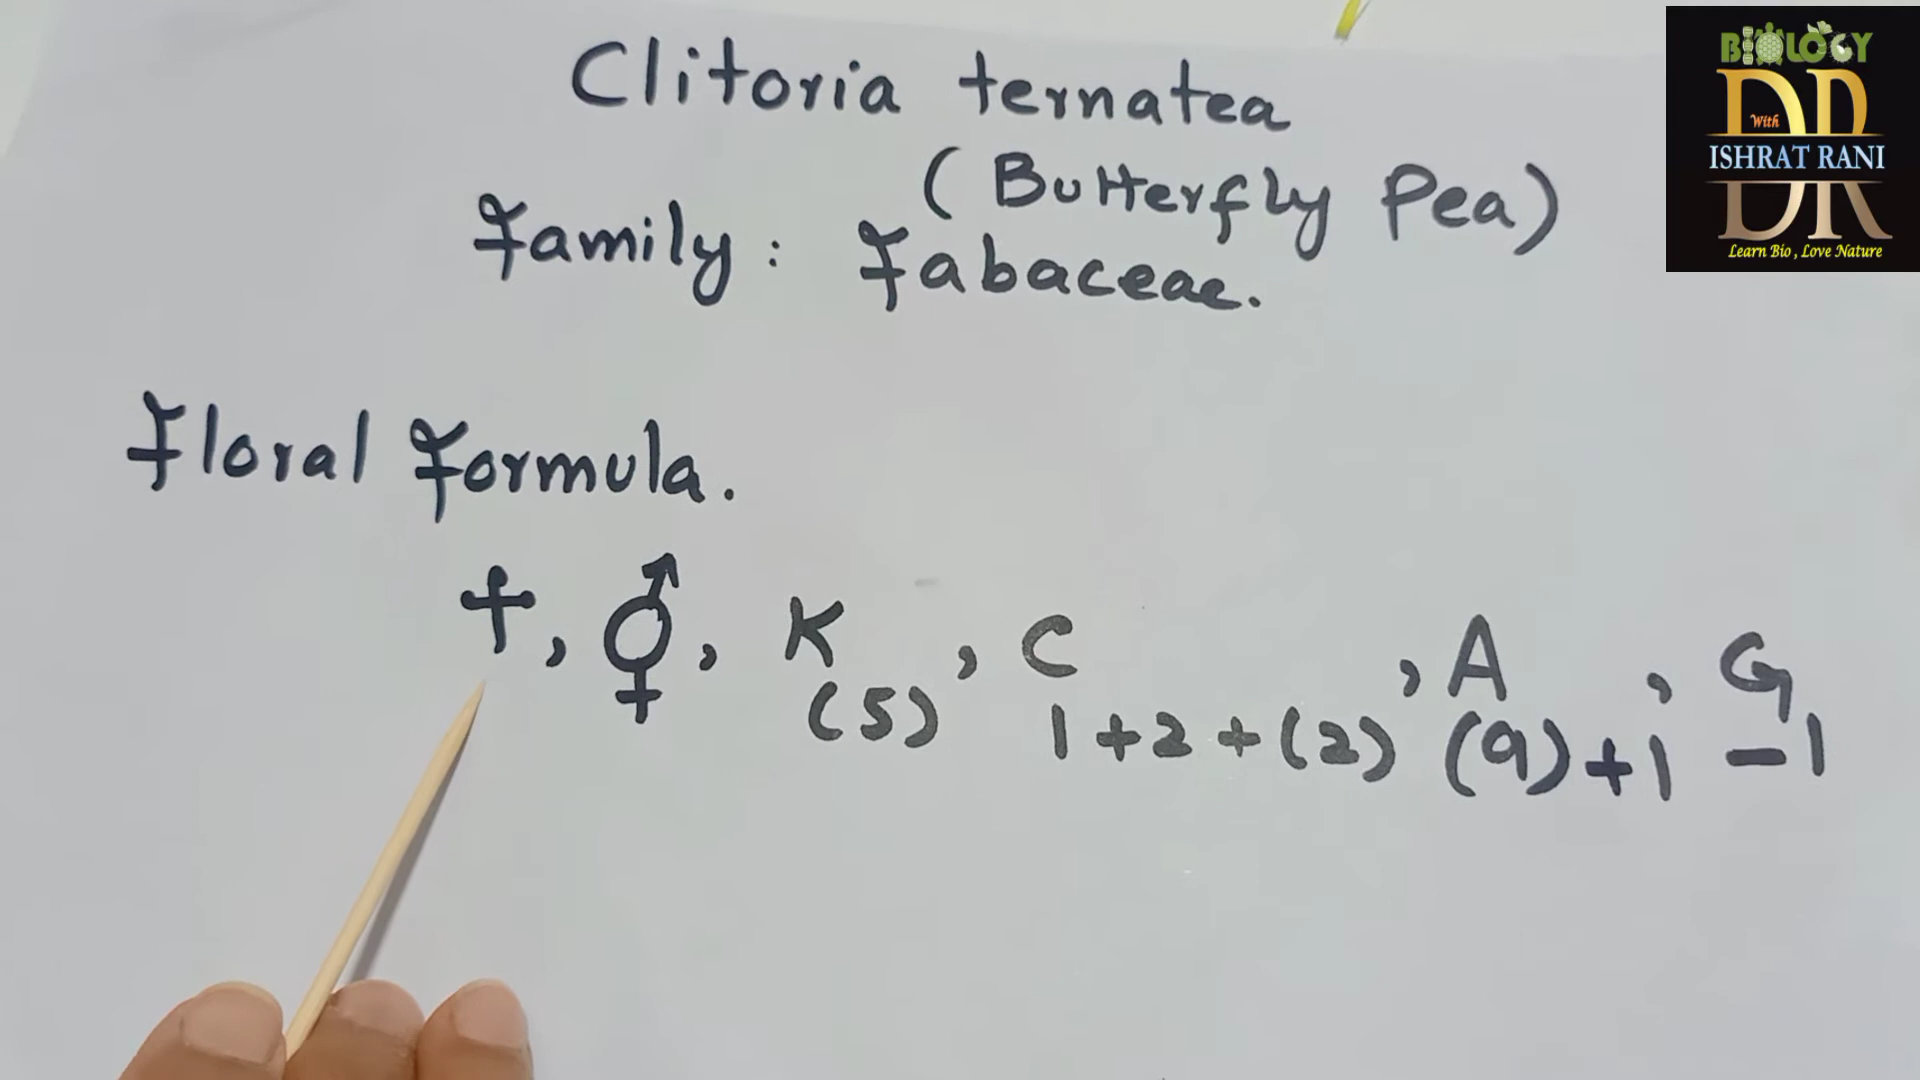 Clitoria ternatea
(Butterfly Pea)
Family: Fabaceae.
Floral Formula.
☩, ⚥, K(5), C1+2+(2), A(9)+1, G-1
BIOLOGY
With
DR
ISHRAT RANI
Learn Bio, Love Nature